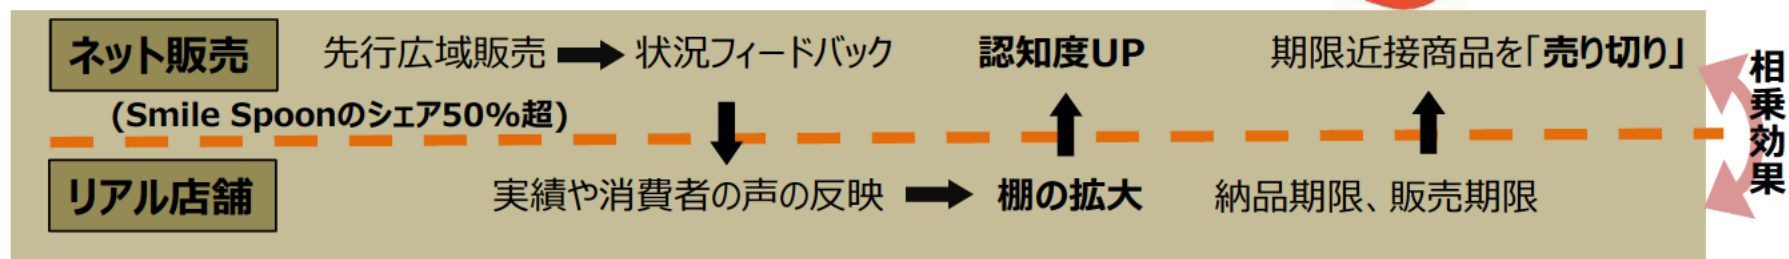 ネット販売
先行広域販売 状況フィードバック 認知度UP 期限近接商品を「売り切り」
(Smile Spoonのシェア50%超)
リアル店舗
実績や消費者の声の反映 棚の拡大 納品期限、販売期限
相乗効果